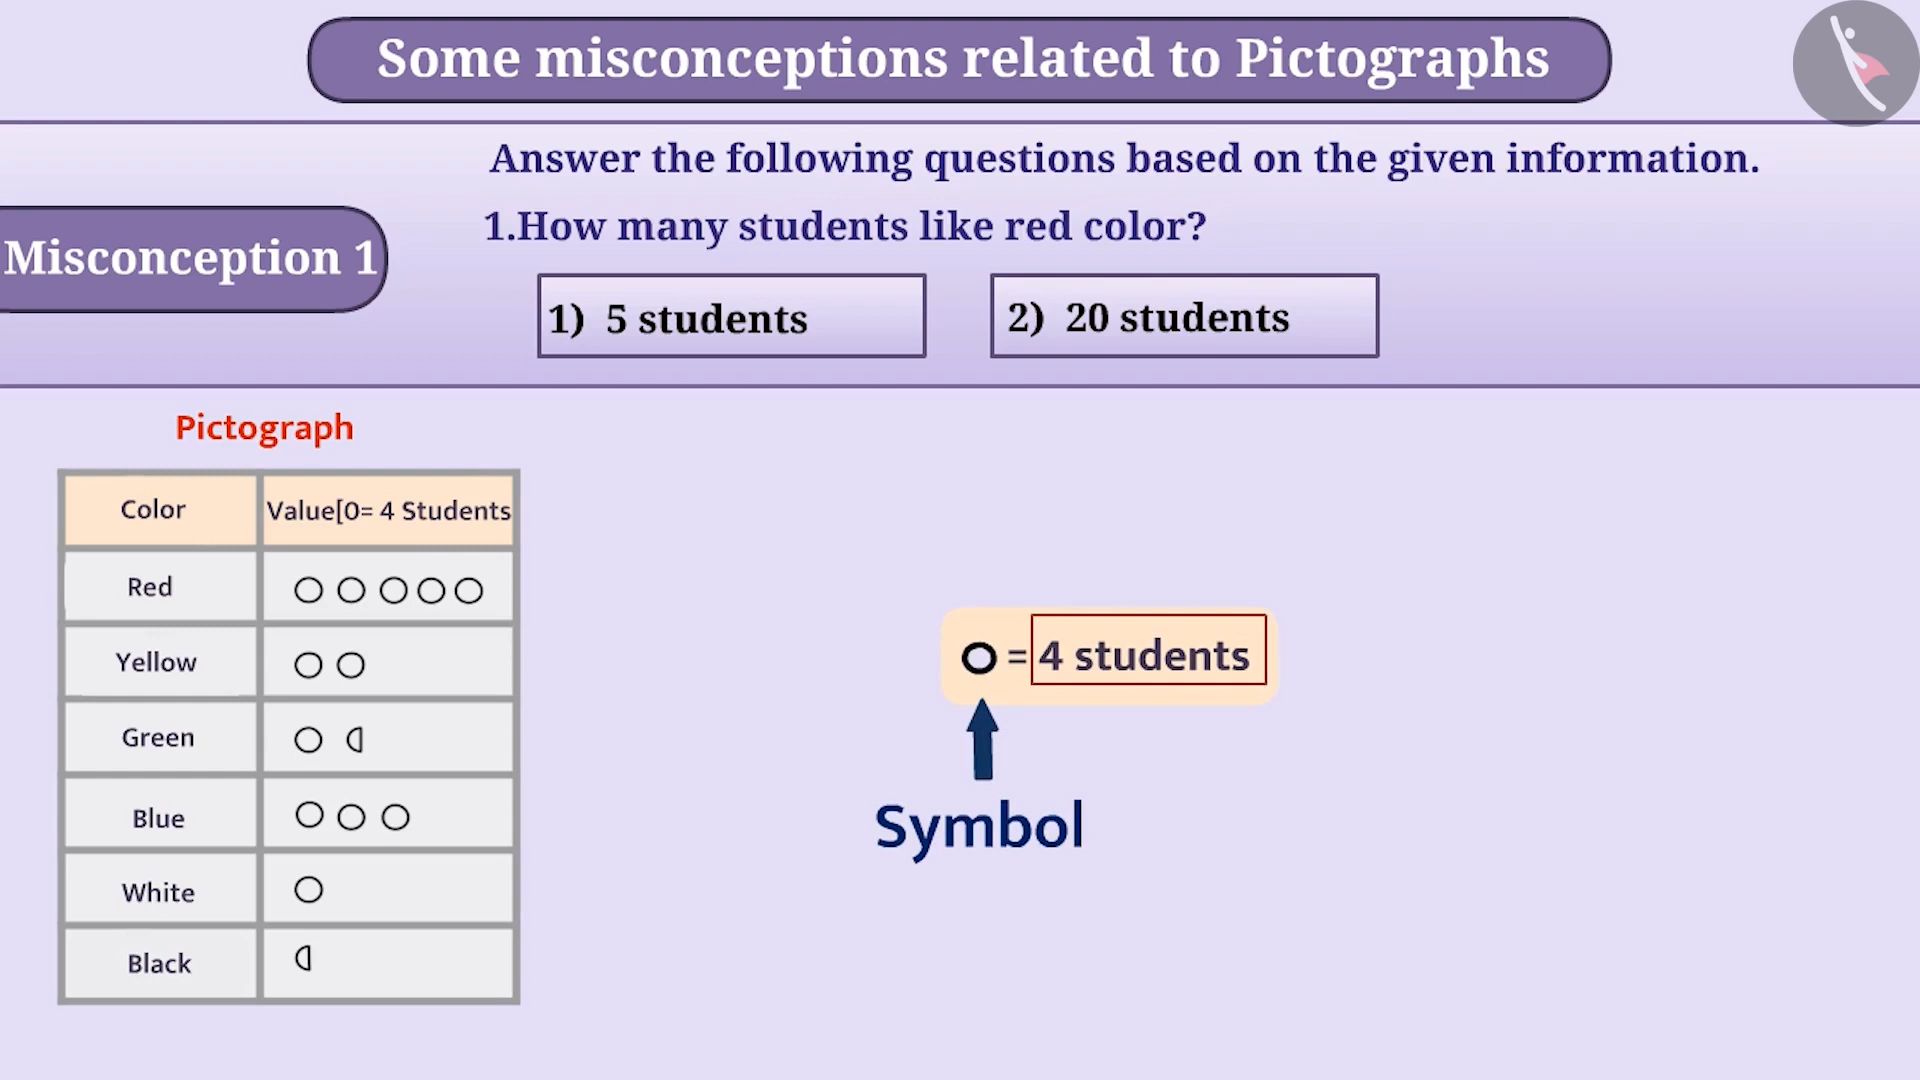 Some misconceptions related to Pictographs
Answer the following questions based on the given information.
Misconception 1
1.How many students like red color?
1) 5 students
2) 20 students
Pictograph
Color
Value[0= 4 Students
Red
Yellow
Green
Blue
White
Black
= 4 students
Symbol